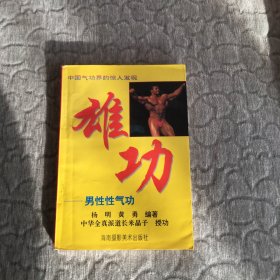 中国气功界的惊人发现
雄功
——男性性气功
杨明 黄勇 编著
中华全真派道长米晶子 授功
海南摄影美术出版社